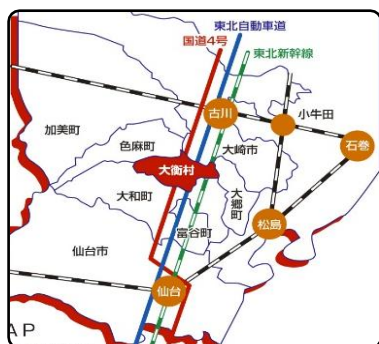 東北自動車道
国道4号
東北新幹線
古川
小牛田
石巻
加美町
色麻町
大崎市
大衡村
大和町
大郷町
富谷町
松島
仙台市
仙台
AP